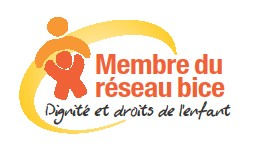 Membre du
réseau bice
Dignité et droits de l'enfant